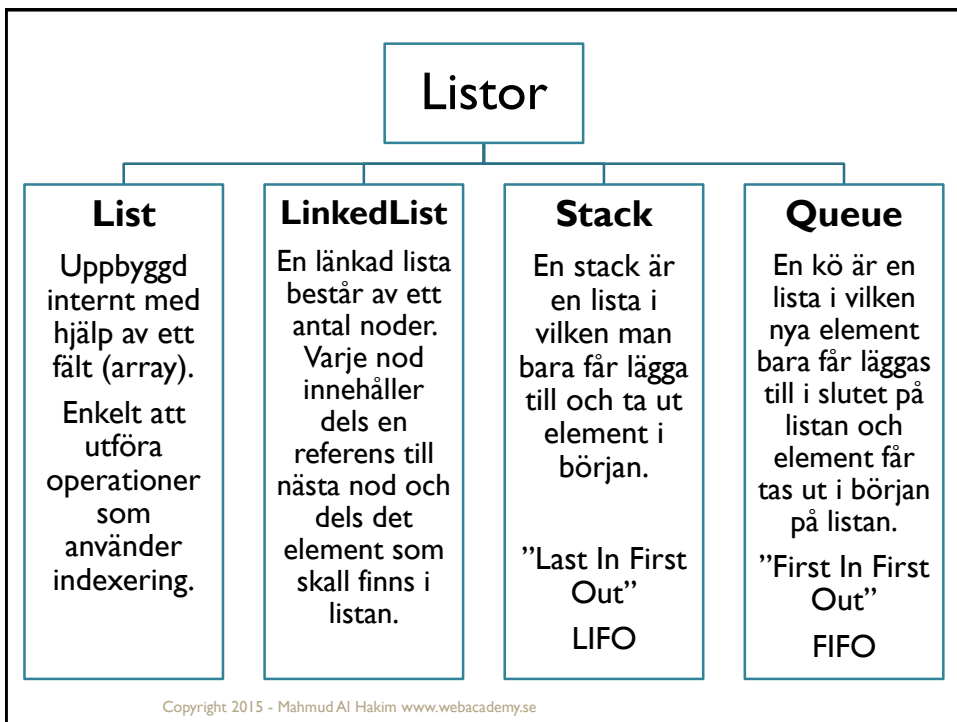 Listor
List
Uppbyggd
internt med
hjälp av ett
fält (array).
Enkelt att
utföra
operationer
som
använder
indexering.
LinkedList
En länkad lista
består av ett
antal noder.
Varje nod
innehåller
dels en
referens till
nästa nod och
dels det
element som
skall finns i
listan.
Stack
En stack är
en lista i
vilken man
bara får lägga
till och ta ut
element i
början.
”Last In First
Out”
LIFO
Queue
En kö är en
lista i vilken
nya element
bara får läggas
till i slutet på
listan och
element får
tas ut i början
på listan.
”First In First
Out”
FIFO
Copyright 2015 - Mahmud Al Hakim www.webacademy.se